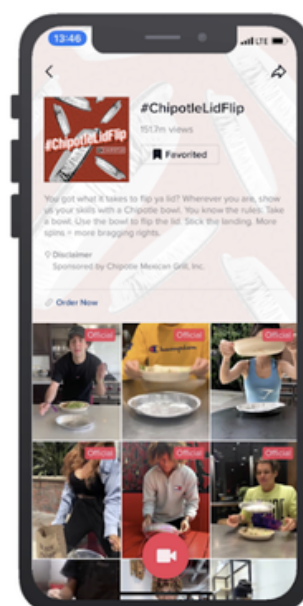 13:46
LTE
#ChipotleLidFlip
#ChipotleLidFlip
151.7m views
Favorited
You got what it takes to flip ya lid? Wherever you are, show
us your skills with a Chipotle bowl. You know the rules: Take
a bowl. Use the bowl to flip the lid. Stick the landing. More
spins = more bragging rights.
Disclaimer
Sponsored by Chipotle Mexican Grill, Inc.
Order Now
Official
Official
Official
Champion
Official
Official
Official